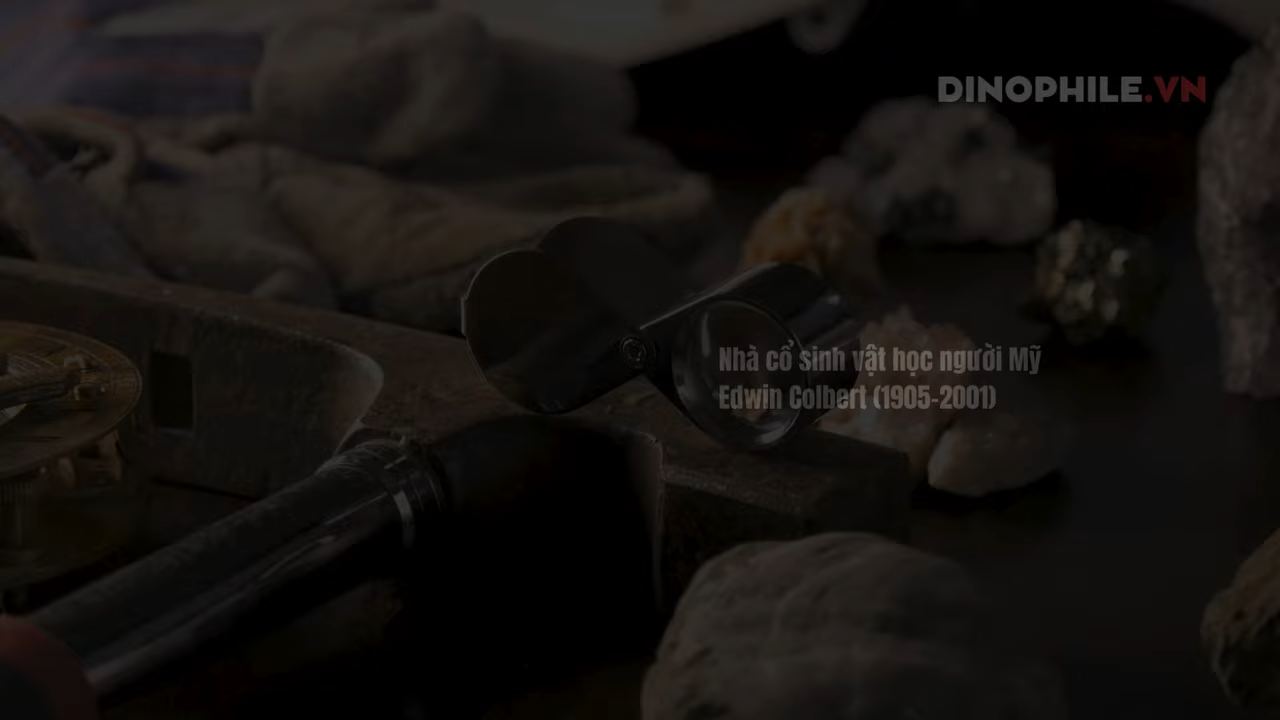 DINOPHILE.VN
Nhà cổ sinh vật học người Mỹ
Edwin Colbert (1905-2001)